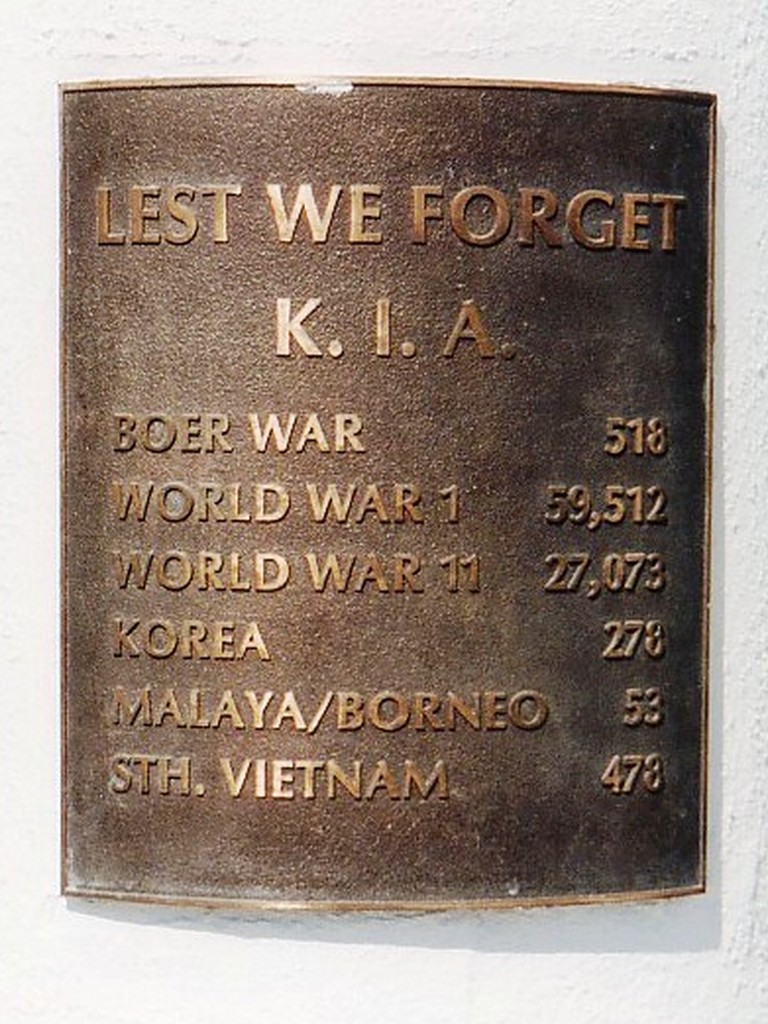 LEST WE FORGET
K. I. A.
BOER WAR 518
WORLD WAR 1 59,512
WORLD WAR 11 27,073
KOREA 278
MALAYA/BORNEO 53
STH. VIETNAM 478